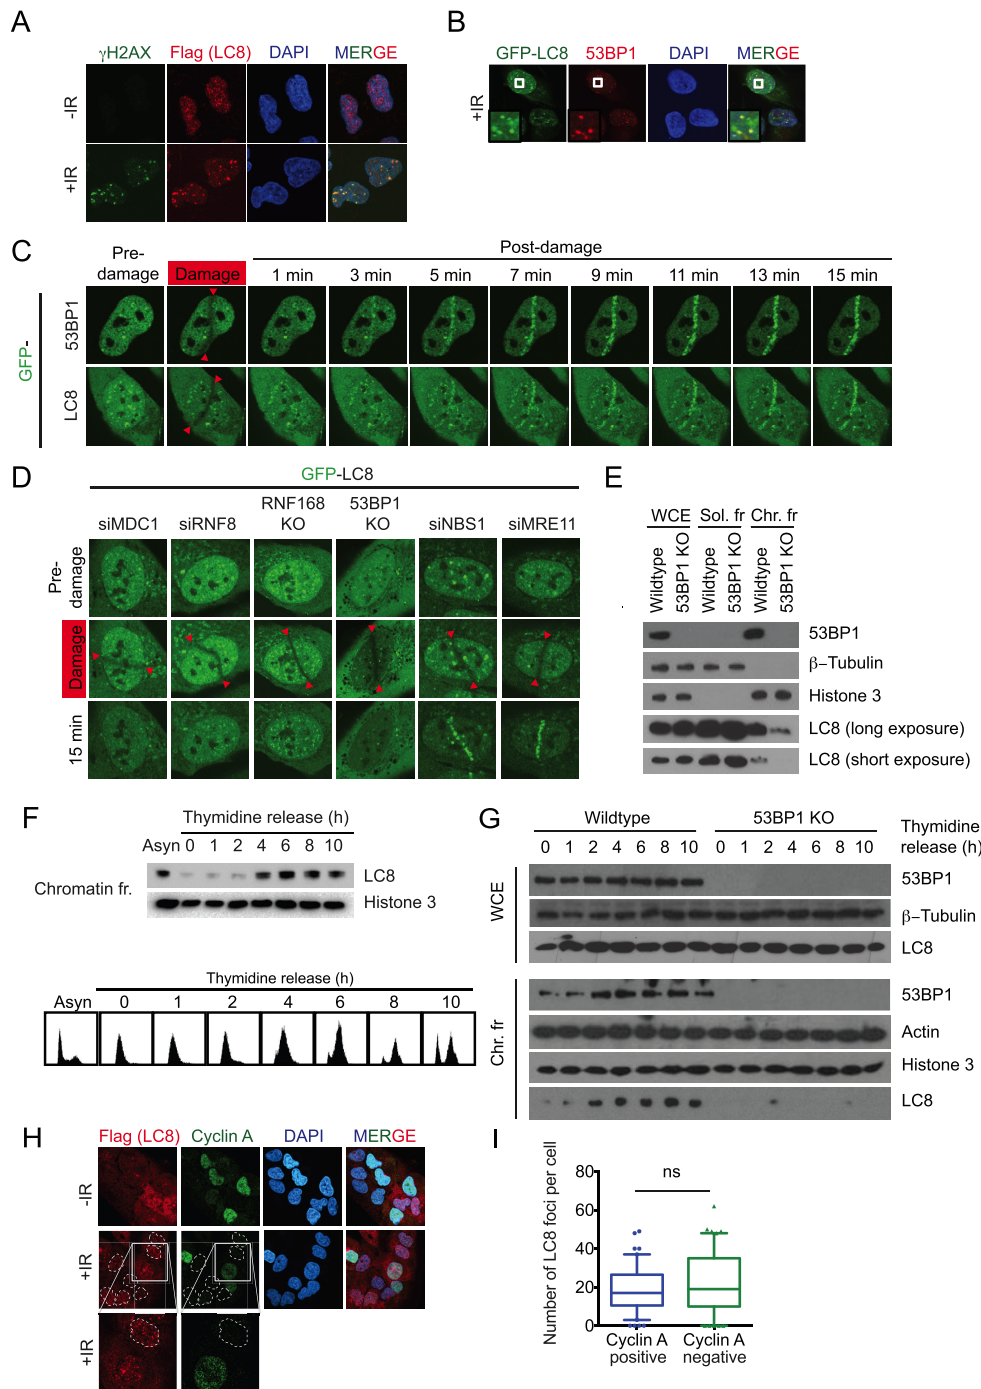 A
γH2AX Flag (LC8) DAPI MERGE
-IR
+IR
B
GFP-LC8 53BP1 DAPI MERGE
+IR
C
Pre-damage Damage Post-damage
1 min 3 min 5 min 7 min 9 min 11 min 13 min 15 min
GFP-
53BP1
LC8
D
GFP-LC8
siMDC1 siRNF8 RNF168 KO 53BP1 KO siNBS1 siMRE11
Pre-damage
Damage
15 min
E
WCE Sol. fr Chr. fr
Wildtype 53BP1 KO Wildtype 53BP1 KO Wildtype 53BP1 KO
53BP1
β–Tubulin
Histone 3
LC8 (long exposure)
LC8 (short exposure)
F
Thymidine release (h)
Asyn 0 1 2 4 6 8 10
Chromatin fr.
LC8
Histone 3
Thymidine release (h)
Asyn 0 1 2 4 6 8 10
G
Wildtype 53BP1 KO Thymidine
0 1 2 4 6 8 10 0 1 2 4 6 8 10 release (h)
WCE
53BP1
β–Tubulin
LC8
Chr. fr
53BP1
Actin
Histone 3
LC8
H
Flag (LC8) Cyclin A DAPI MERGE
-IR
+IR
+IR
I
Number of LC8 foci per cell
80
60
40
20
0
ns
Cyclin A positive
Cyclin A negative